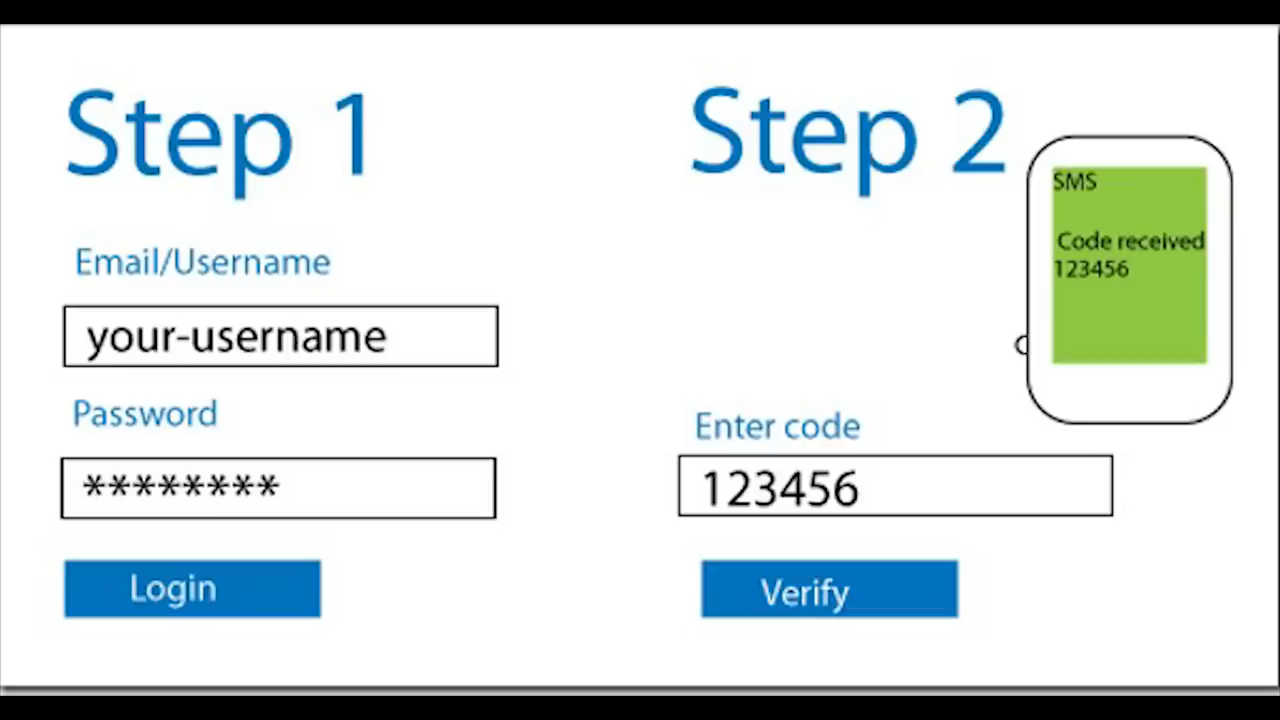 Step 1
Email/Username
your-username
Password
********
Login
Step 2
SMS
Code received
123456
Enter code
123456
Verify